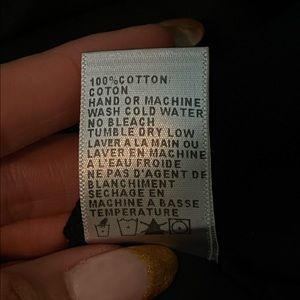 100%COTTON
COTON
HAND OR MACHINE
WASH COLD WATER
NO BLEACH
TUMBLE DRY LOW
LAVER A LA MAIN OU
LAVER EN MACHINE
A L'EAU FROIDE
NE PAS D'AGENT DE
BLANCHIMENT
SECHAGE EN
MACHINE A BASSE
TEMPERATURE